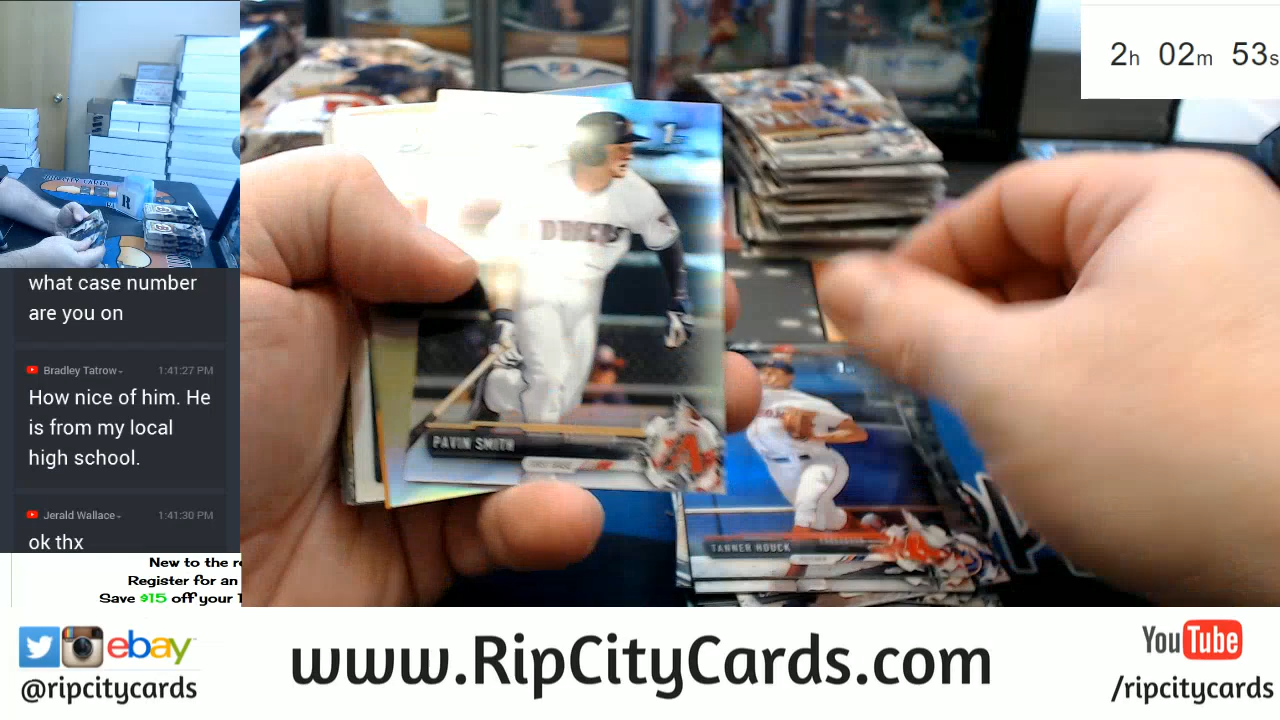 2h 02m 53s
what case number
are you on
Bradley Tatrow
1:41:27 PM
How nice of him. He
is from my local
high school.
Jerald Wallace
1:41:30 PM
ok thx
New to the r
Register for an
Save $15 off your
PAVIN SMITH
TANNER HOUCK
ebay
@ripcitycards
www.RipCityCards.com
YouTube
/ripcitycards